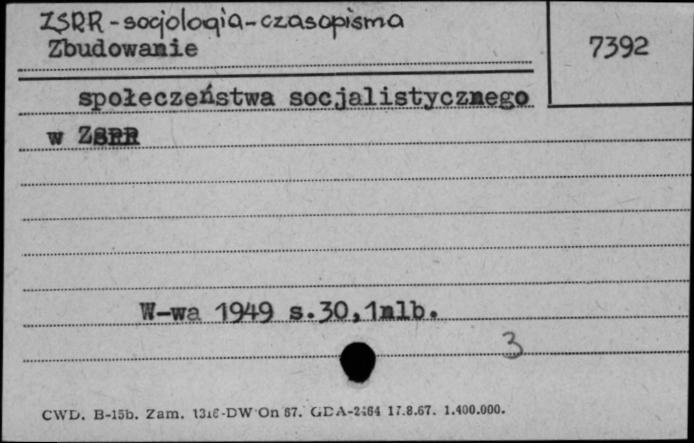 ZSRR-socjologia-czasopisma
Zbudowanie
7392
społeczeństwa socjalistycznego
w ZSRR
W-wa 1949 s.30,1nlb.
3
CWD. B-15b. Zam. 1316-DW On 67. GDA-2464 17.8.67. 1.400.000.